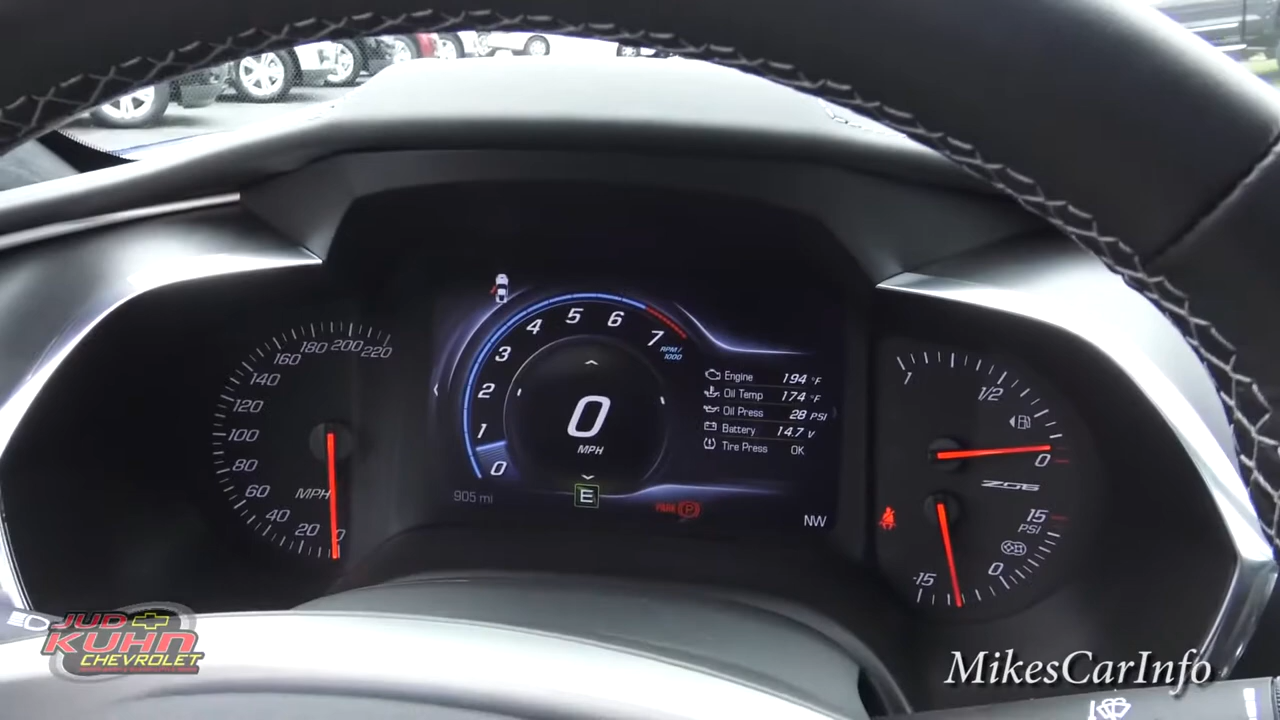 220
200
180
160
140
120
100
80
60
40
20
MPH
0
1
2
3
4
5
6
7
RPM/
1000
0
MPH
E
905 mi
PARK P
Engine 194 °F
Oil Temp 174 °F
Oil Press 28 PSI
Battery 14.7 V
Tire Press OK
NW
1
1/2
0
Z06
15
PSI
0
-15
JUD
KUHN
CHEVROLET
MikesCarInfo